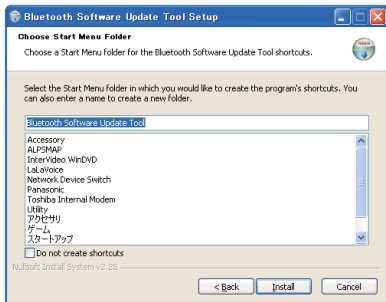 Bluetooth Software Update Tool Setup
Choose Start Menu Folder
Choose a Start Menu folder for the Bluetooth Software Update Tool shortcuts.
Select the Start Menu folder in which you would like to create the program's shortcuts. You
can also enter a name to create a new folder.
Bluetooth Software Update Tool
Accessory
ALPSMAP
InterVideo WinDVD
LaLaVoice
Network Device Switch
Panasonic
Toshiba Internal Modem
Utility
アクセサリ
ゲーム
スタートアップ
Do not create shortcuts
Nullsoft Install System v2.28
< Back
Install
Cancel